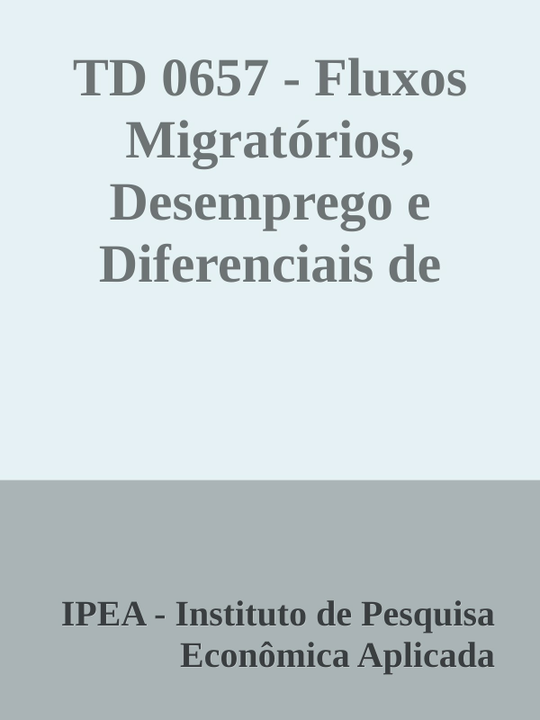 TD 0657 - Fluxos
Migratórios,
Desemprego e
Diferenciais de
IPEA - Instituto de Pesquisa
Econômica Aplicada